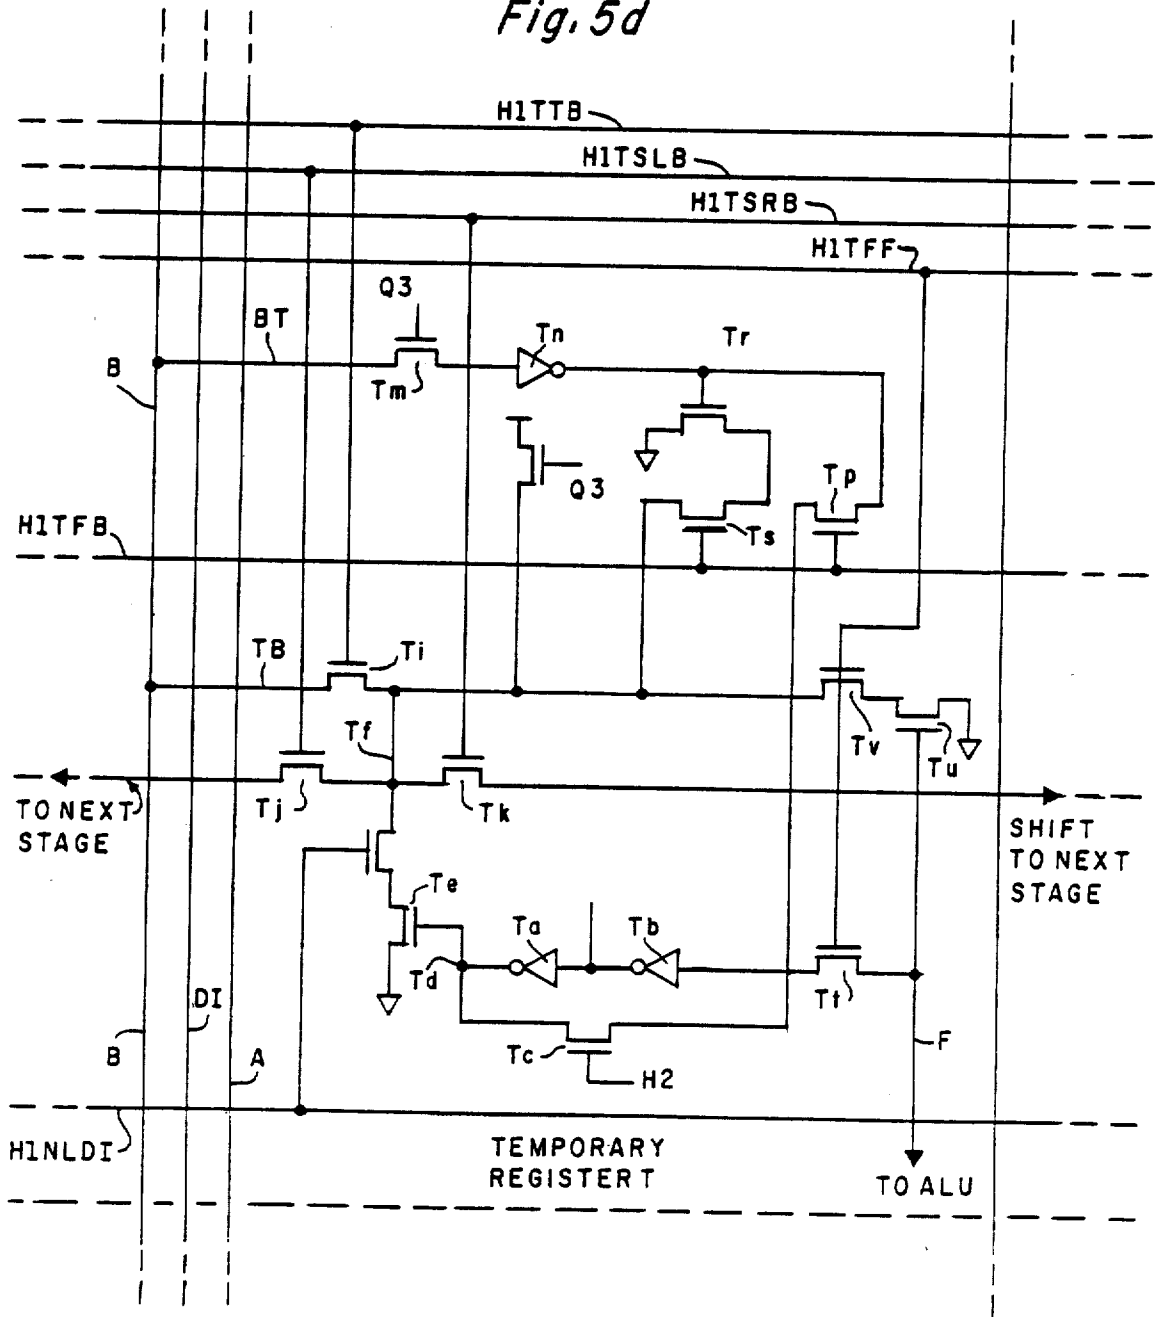 Fig. 5d
H1TTB
H1TSLB
H1TSRB
H1TFF
Q3
BT
Tn
Tr
B
Tm
Q3
Tp
H1TFB
Ts
TB
Ti
Tf
Tv
Tu
TO NEXT
STAGE
Tj
Tk
SHIFT
TO NEXT
STAGE
Te
Ta
Tb
Td
Tt
DI
B
A
Tc
H2
F
H1NLDI
TEMPORARY
REGISTER T
TO ALU